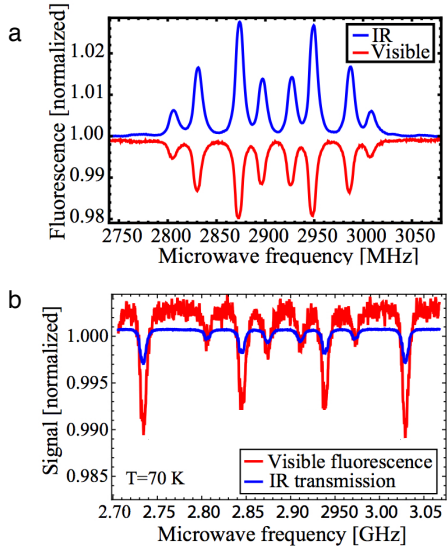 a
Fluorescence [normalized]
1.02
1.01
1.00
0.99
0.98
IR
Visible
2750 2800 2850 2900 2950 3000 3050
Microwave frequency [MHz]
b
Signal [normalized]
1.000
0.995
0.990
0.985
T=70 K
Visible fluorescence
IR transmission
2.70 2.75 2.80 2.85 2.90 2.95 3.00 3.05
Microwave frequency [GHz]